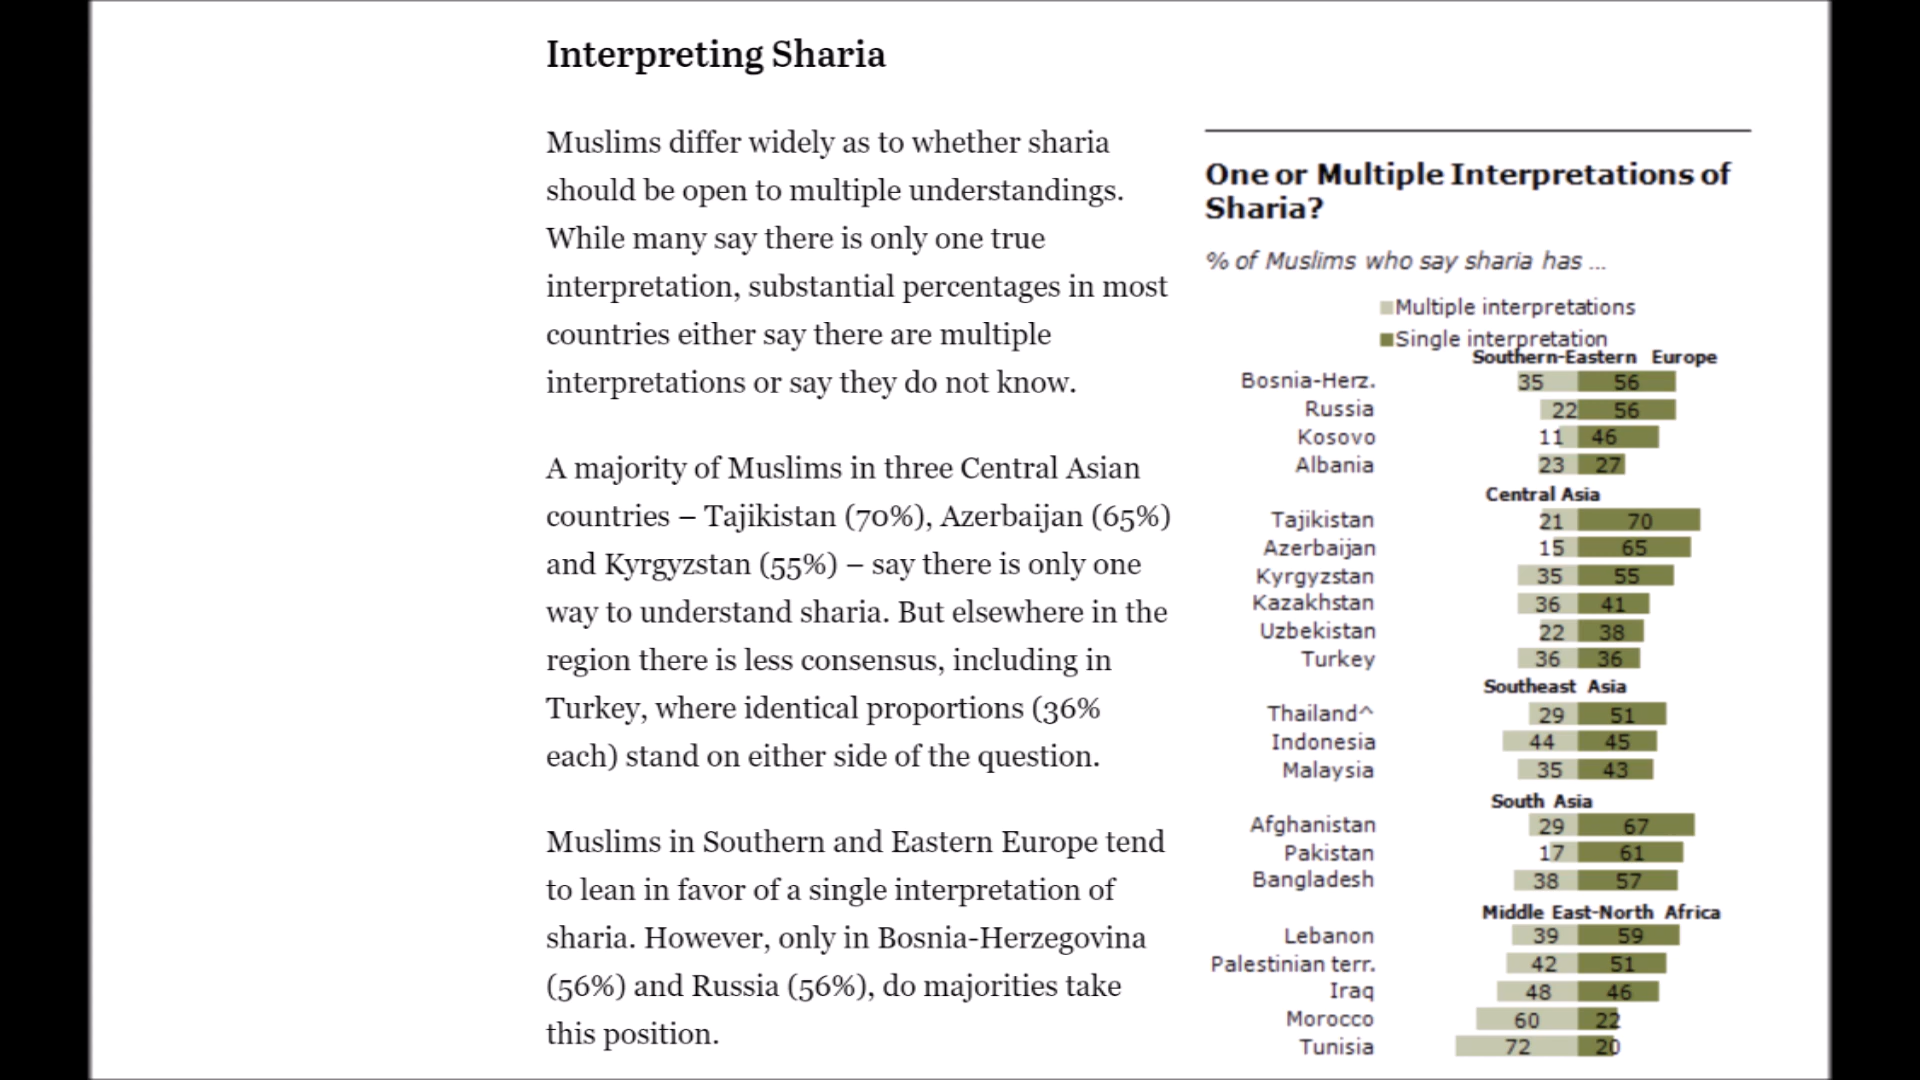 Interpreting Sharia
Muslims differ widely as to whether sharia
should be open to multiple understandings.
While many say there is only one true
interpretation, substantial percentages in most
countries either say there are multiple
interpretations or say they do not know.
A majority of Muslims in three Central Asian
countries – Tajikistan (70%), Azerbaijan (65%)
and Kyrgyzstan (55%) – say there is only one
way to understand sharia. But elsewhere in the
region there is less consensus, including in
Turkey, where identical proportions (36%
each) stand on either side of the question.
Muslims in Southern and Eastern Europe tend
to lean in favor of a single interpretation of
sharia. However, only in Bosnia-Herzegovina
(56%) and Russia (56%), do majorities take
this position.
One or Multiple Interpretations of
Sharia?
% of Muslims who say sharia has ...
Multiple interpretations
Single interpretation
Southern-Eastern Europe
Bosnia-Herz. 35 56
Russia 22 56
Kosovo 11 46
Albania 23 27
Central Asia
Tajikistan 21 70
Azerbaijan 15 65
Kyrgyzstan 35 55
Kazakhstan 36 41
Uzbekistan 22 38
Turkey 36 36
Southeast Asia
Thailand^ 29 51
Indonesia 44 45
Malaysia 35 43
South Asia
Afghanistan 29 67
Pakistan 17 61
Bangladesh 38 57
Middle East-North Africa
Lebanon 39 59
Palestinian terr. 42 51
Iraq 48 46
Morocco 60 22
Tunisia 72 20